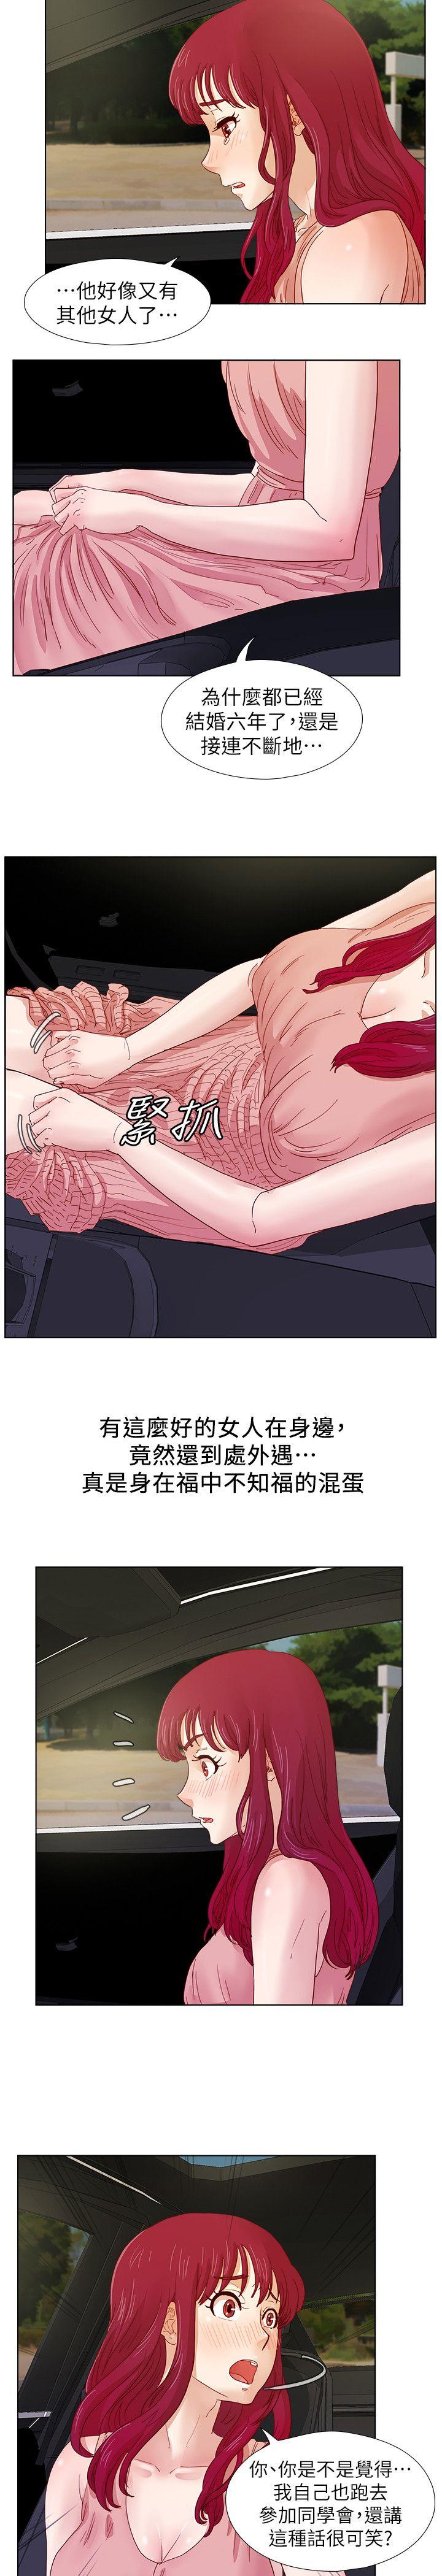 ⋯他好像又有
其他女人了⋯
為什麼都已經
結婚六年了，還是
接連不斷地⋯
緊抓
有這麼好的女人在身邊，
竟然還到處外遇⋯
真是身在福中不知福的混蛋
你、你是不是覺得⋯
我自己也跑去
參加同學會，還講
這種話很可笑？